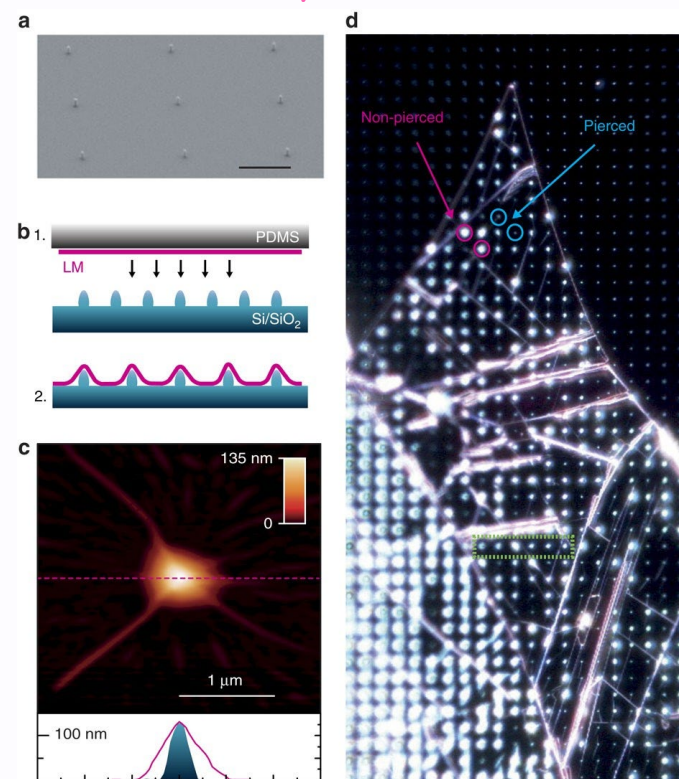 a
d
Non-pierced
Pierced
b
1.
PDMS
LM
Si/SiO₂
2.
c
135 nm
0
1 μm
100 nm